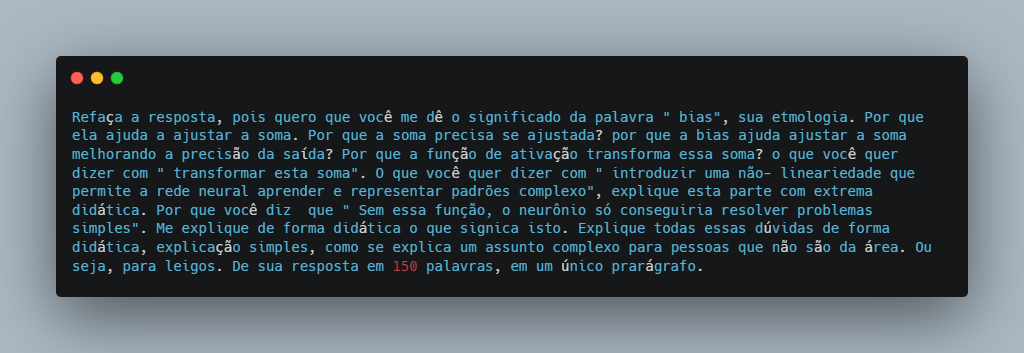 Refaça a resposta, pois quero que você me dê o significado da palavra " bias", sua etmologia. Por que
ela ajuda a ajustar a soma. Por que a soma precisa se ajustada? por que a bias ajuda ajustar a soma
melhorando a precisão da saída? Por que a função de ativação transforma essa soma? o que você quer
dizer com " transformar esta soma". O que você quer dizer com " introduzir uma não- lineariedade que
permite a rede neural aprender e representar padrões complexo", explique esta parte com extrema
didática. Por que você diz  que " Sem essa função, o neurônio só conseguiria resolver problemas
simples". Me explique de forma didática o que signica isto. Explique todas essas dúvidas de forma
didática, explicação simples, como se explica um assunto complexo para pessoas que não são da área. Ou
seja, para leigos. De sua resposta em 150 palavras, em um único prarágrafo.